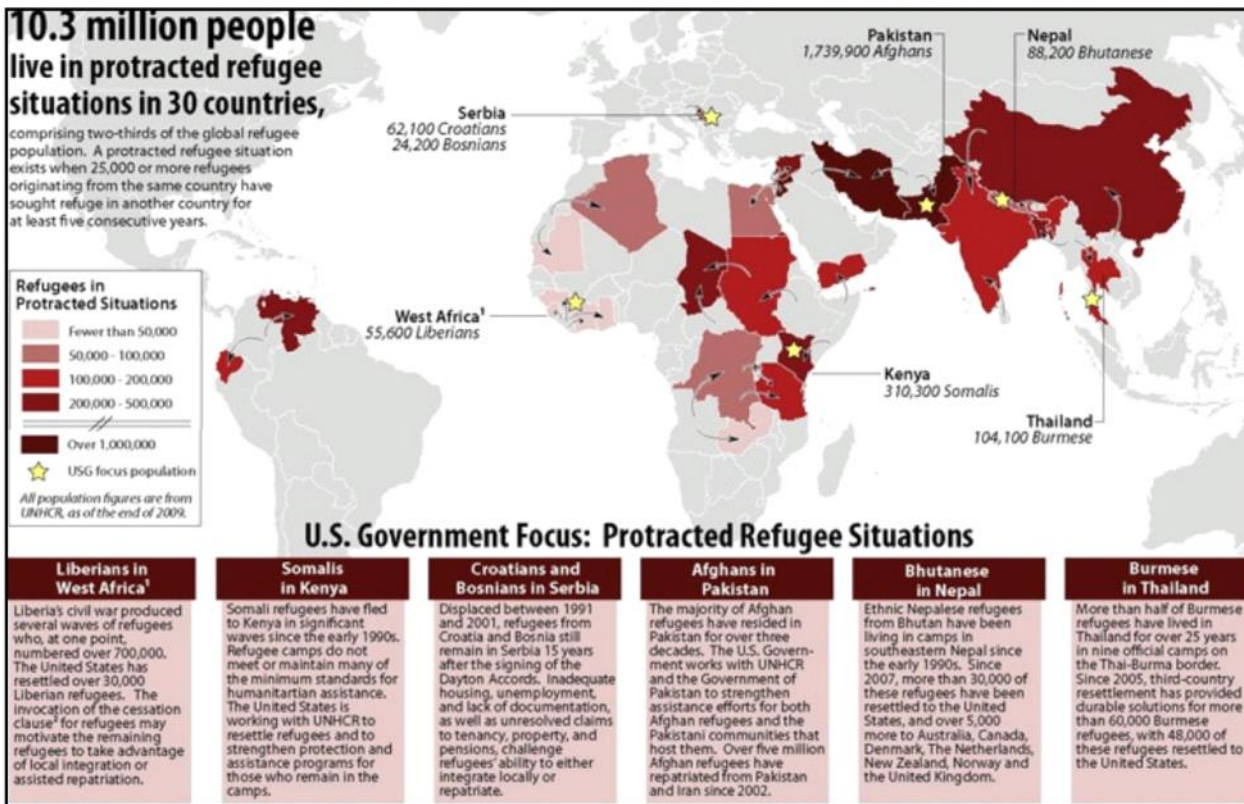 10.3 million people
live in protracted refugee
situations in 30 countries,
comprising two-thirds of the global refugee
population. A protracted refugee situation
exists when 25,000 or more refugees
originating from the same country have
sought refuge in another country for
at least five consecutive years.
Pakistan
1,739,900 Afghans
Nepal
88,200 Bhutanese
Serbia
62,100 Croatians
24,200 Bosnians
West Africa¹
55,600 Liberians
Kenya
310,300 Somalis
Thailand
104,100 Burmese
Refugees in
Protracted Situations
Fewer than 50,000
50,000 - 100,000
100,000 - 200,000
200,000 - 500,000
Over 1,000,000
USG focus population
All population figures are from
UNHCR, as of the end of 2009.
U.S. Government Focus: Protracted Refugee Situations
Liberians in
West Africa¹
Liberia's civil war produced
several waves of refugees
who, at one point,
numbered over 700,000.
The United States has
resettled over 30,000
Liberian refugees. The
invocation of the cessation
clause² for refugees may
motivate the remaining
refugees to take advantage
of local integration or
assisted repatriation.
Somalis
in Kenya
Somali refugees have fled
to Kenya in significant
waves since the early 1990s.
Refugee camps do not
meet or maintain many of
the minimum standards for
humanitartian assistance.
The United States is
working with UNHCR to
resettle refugees and to
strengthen protection and
assistance programs for
those who remain in the
camps.
Croatians and
Bosnians in Serbia
Displaced between 1991
and 2001, refugees from
Croatia and Bosnia still
remain in Serbia 15 years
after the signing of the
Dayton Accords. Inadequate
housing, unemployment,
and lack of documentation,
as well as unresolved claims
to tenancy, property, and
pensions, challenge
refugees' ability to either
integrate locally or
repatriate.
Afghans in
Pakistan
The majority of Afghan
refugees have resided in
Pakistan for over three
decades. The U.S. Govern-
ment works with UNHCR
and the Government of
Pakistan to strengthen
assistance efforts for both
Afghan refugees and the
Pakistani communities that
host them. Over five million
Afghan refugees have
repatriated from Pakistan
and Iran since 2002.
Bhutanese
in Nepal
Ethnic Nepalese refugees
from Bhutan have been
living in camps in
southeastern Nepal since
the early 1990s. Since
2007, more than 30,000 of
these refugees have been
resettled to the United
States, and over 5,000
more to Australia, Canada,
Denmark, The Netherlands,
New Zealand, Norway and
the United Kingdom.
Burmese
in Thailand
More than half of Burmese
refugees have lived in
Thailand for over 25 years
in nine official camps on
the Thai-Burma border.
Since 2005, third-country
resettlement has provided
durable solutions for more
than 60,000 Burmese
refugees, with 48,000 of
these refugees resettled to
the United States.